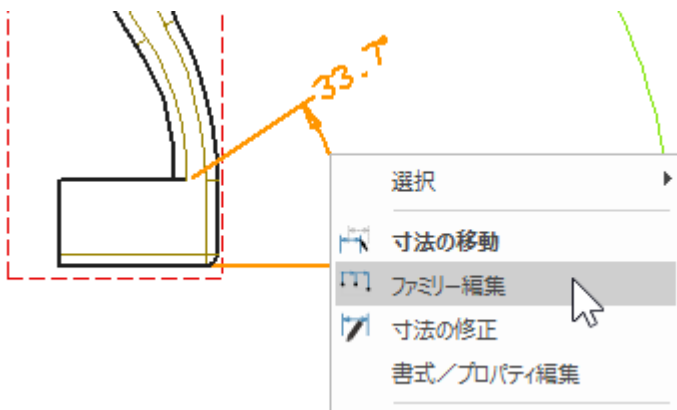 33.7
選択
寸法の移動
ファミリー編集
寸法の修正
書式／プロパティ編集